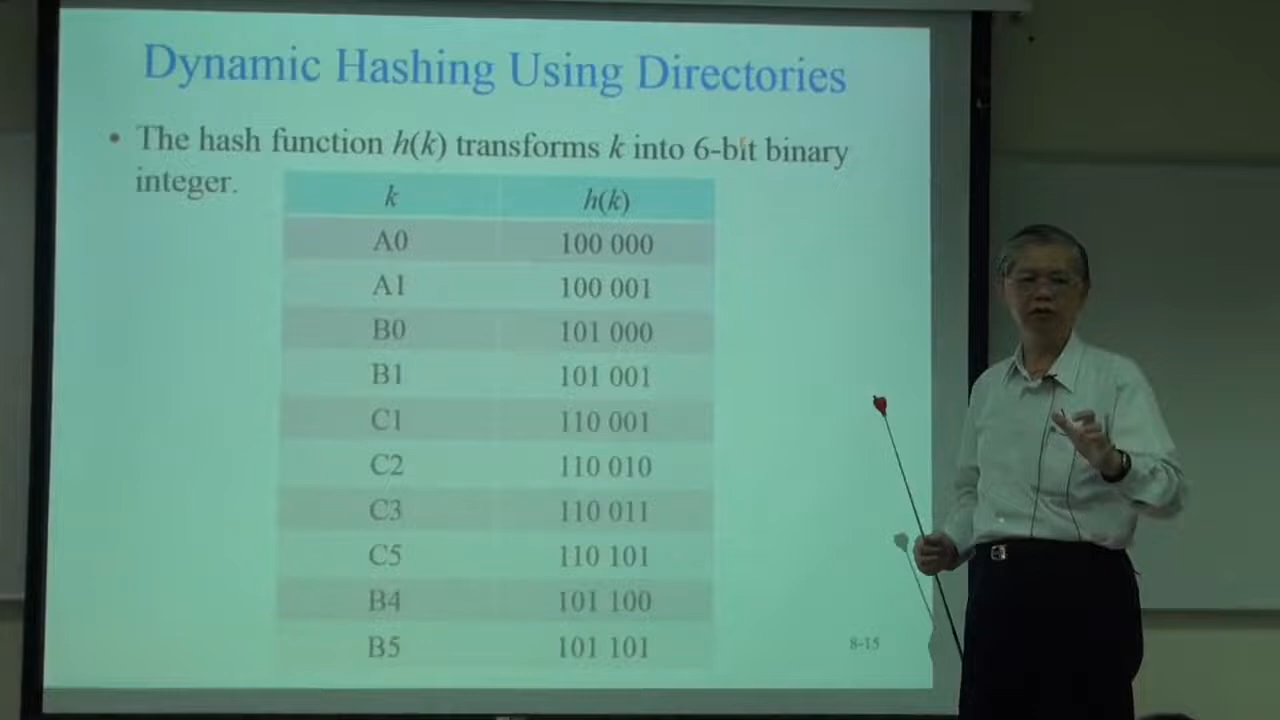 Dynamic Hashing Using Directories
• The hash function h(k) transforms k into 6-bit binary
integer.
k h(k)
A0 100 000
A1 100 001
B0 101 000
B1 101 001
C1 110 001
C2 110 010
C3 110 011
C5 110 101
B4 101 100
B5 101 101
8-15